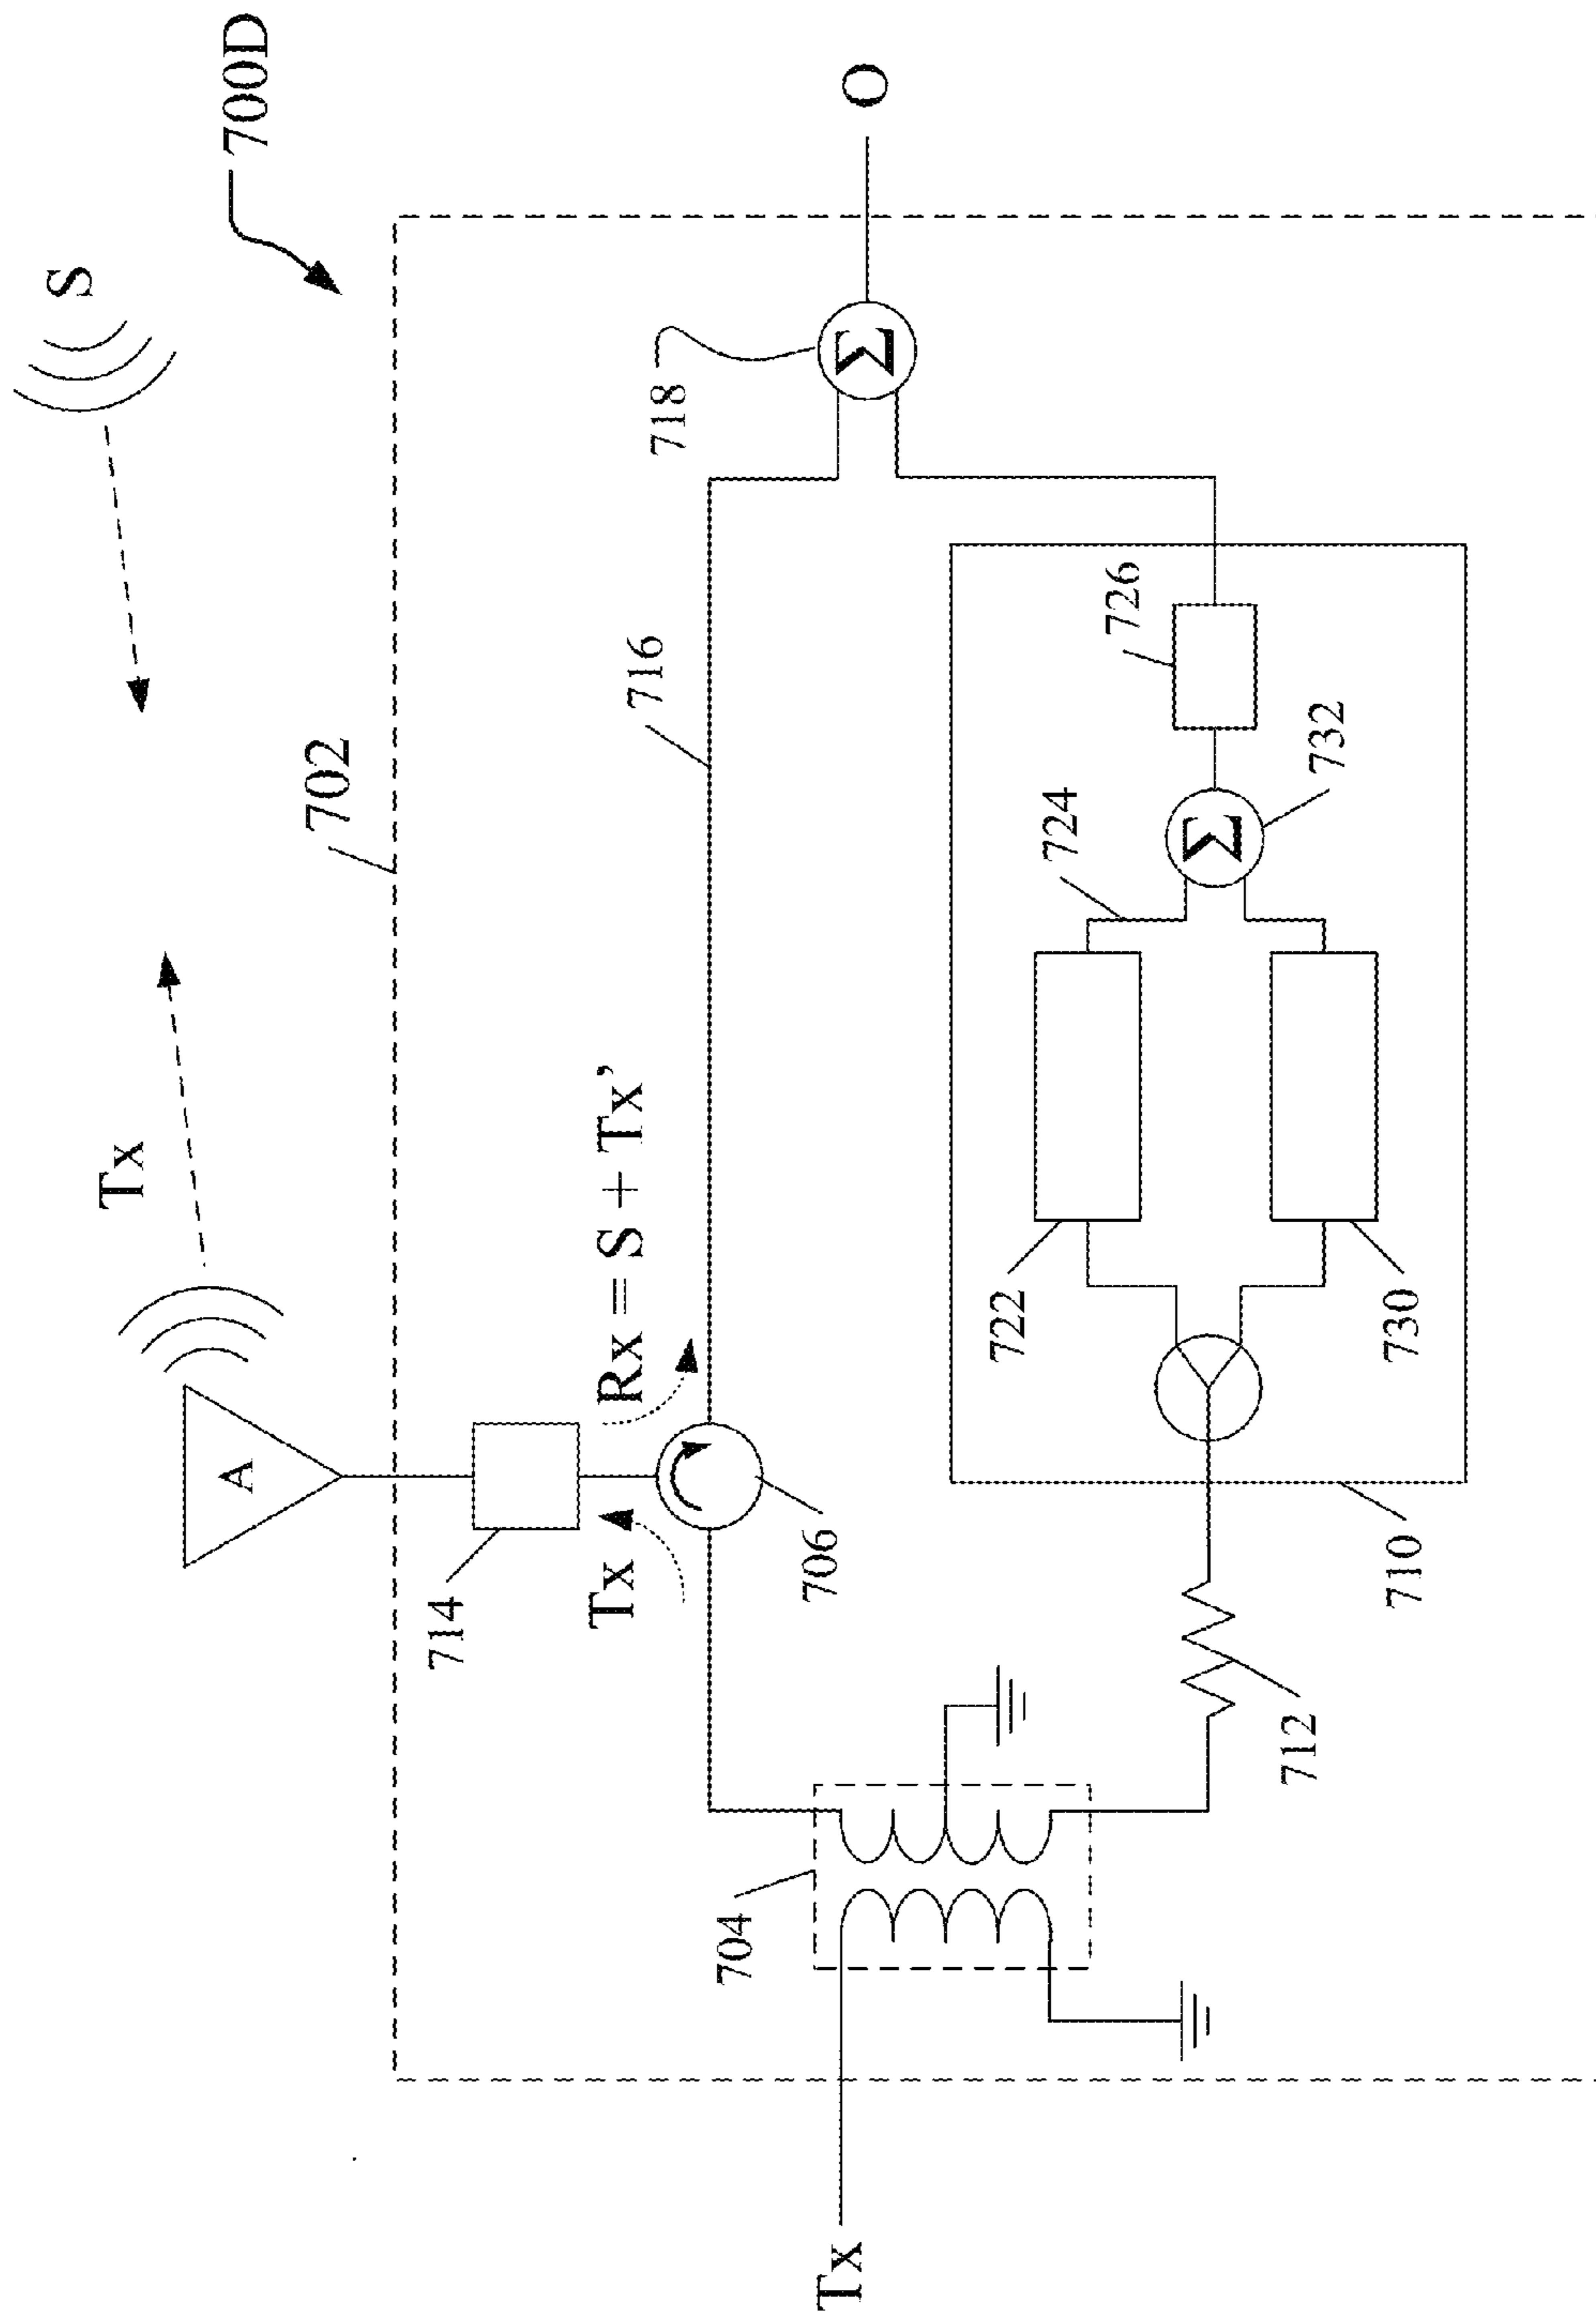 700D
S
Tx
702
A
714
Tx
Rx = S + Tx’
706
716
718
Σ
O
704
Tx
712
710
722
730
724
Σ
732
726